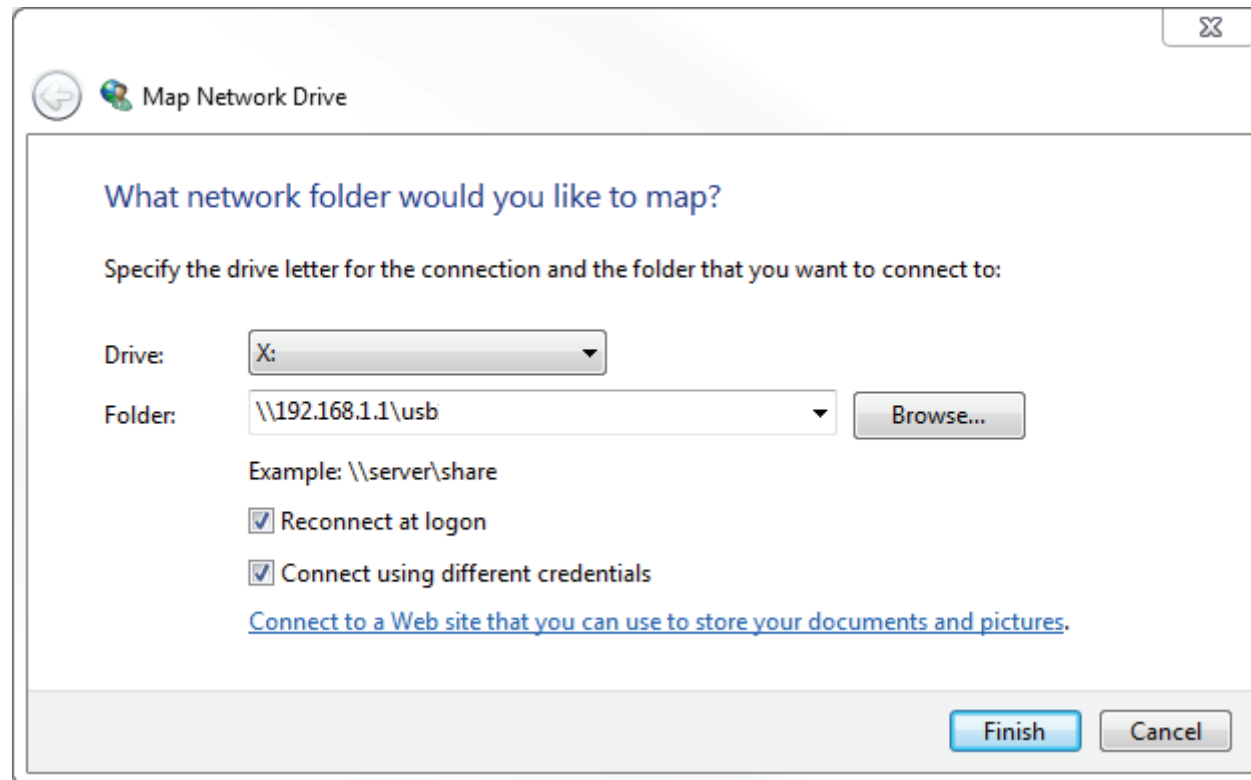 Map Network Drive
What network folder would you like to map?
Specify the drive letter for the connection and the folder that you want to connect to:
Drive: X:
Folder: \\192.168.1.1\usb Browse...
Example: \\server\share
Reconnect at logon
Connect using different credentials
Connect to a Web site that you can use to store your documents and pictures.
Finish Cancel